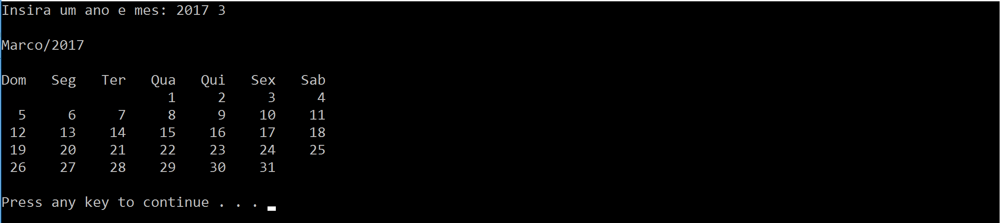 Insira um ano e mes: 2017 3
Marco/2017
Dom Seg Ter Qua Qui Sex Sab
1 2 3 4
5 6 7 8 9 10 11
12 13 14 15 16 17 18
19 20 21 22 23 24 25
26 27 28 29 30 31
Press any key to continue . . .